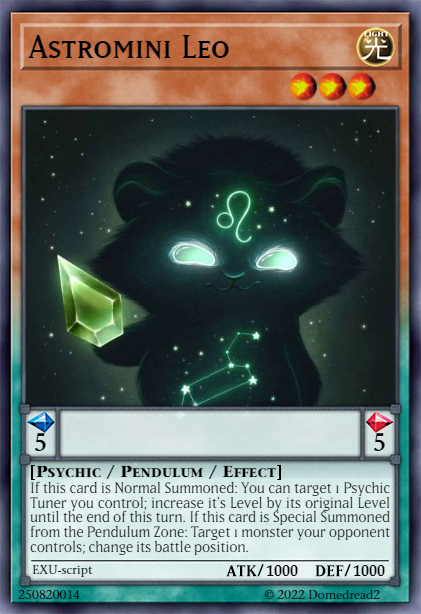 Astromini Leo
LIGHT
光
5
5
[Psychic / Pendulum / Effect]
If this card is Normal Summoned: You can target 1 Psychic
Tuner you control; increase it's Level by its original Level
until the end of this turn. If this card is Special Summoned
from the Pendulum Zone: Target 1 monster your opponent
controls; change its battle position.
EXU-script
ATK/1000 DEF/1000
250820014
© 2022 Domedread2